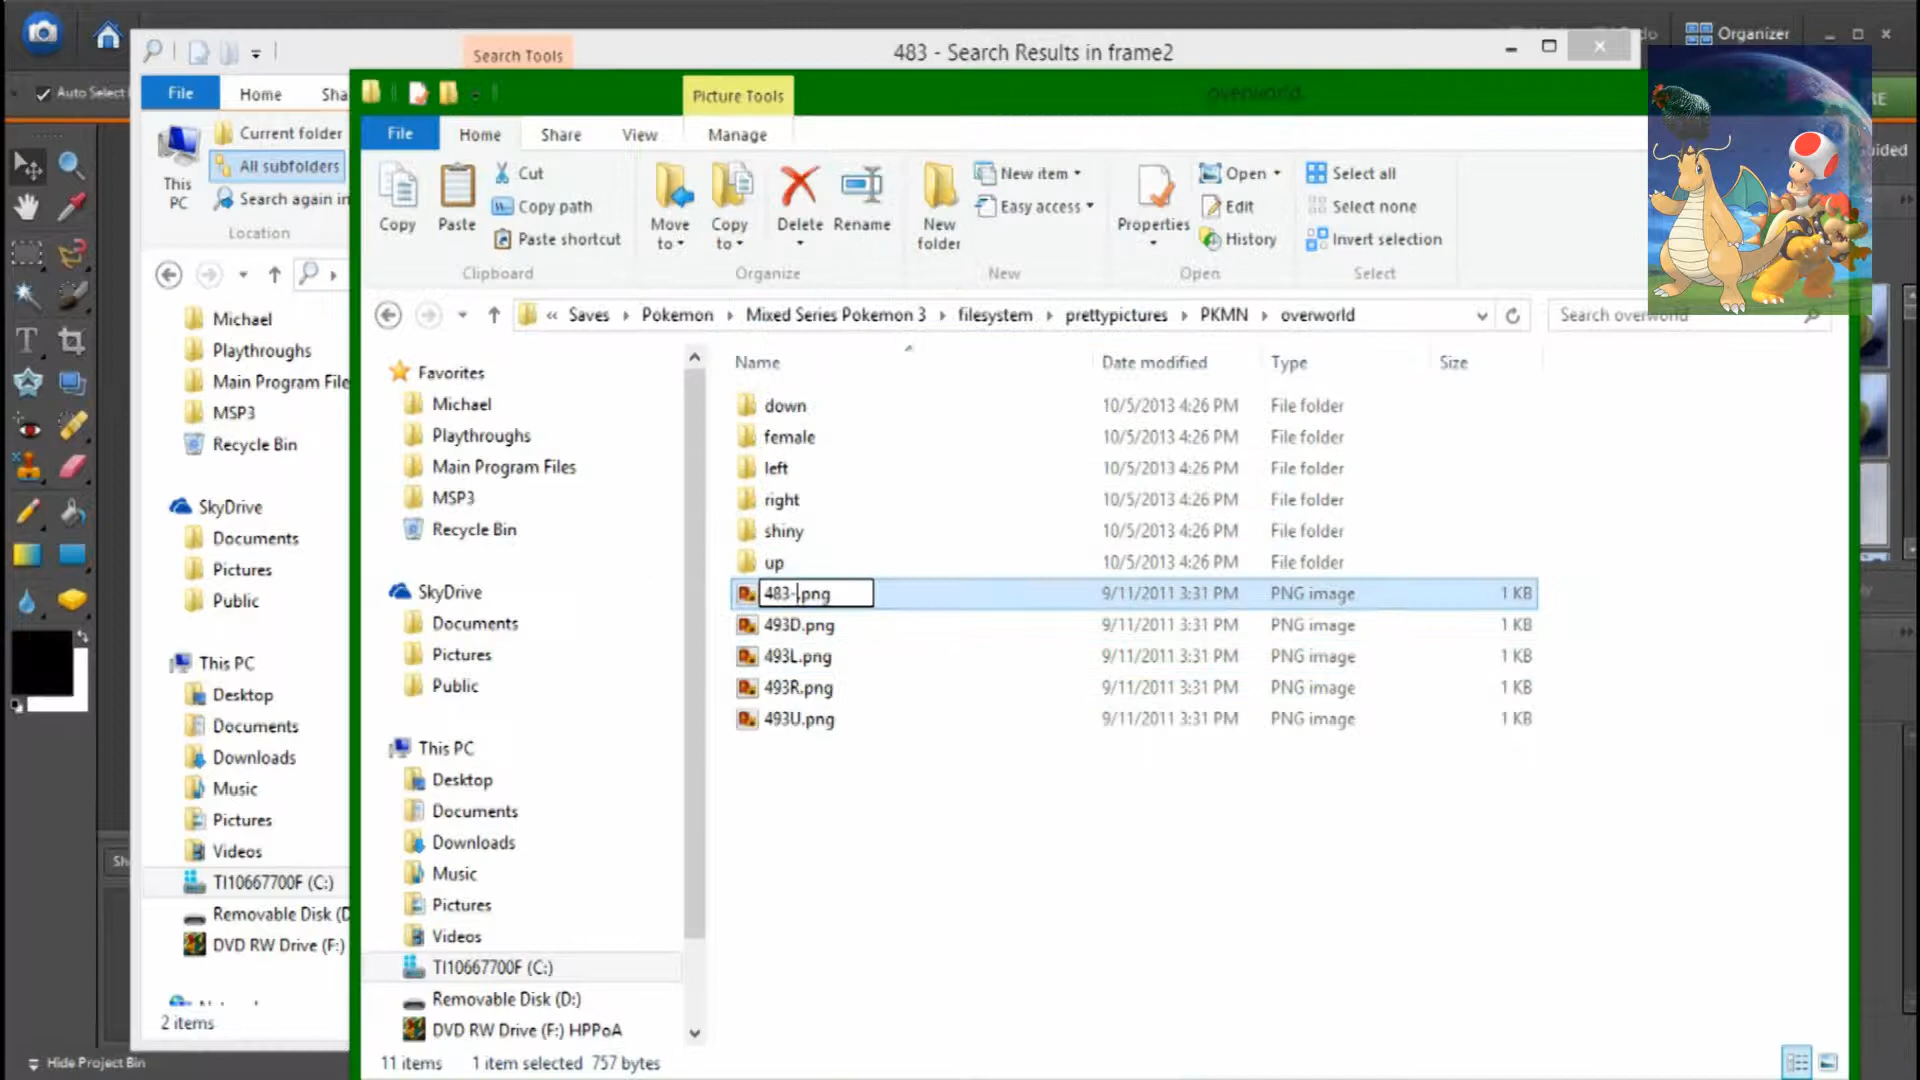 Organizer
Search Tools
483 - Search Results in frame2
Auto Select
File
Home
Sha
Current folder
All subfolders
Search again in
This
PC
Location
Michael
Playthroughs
Main Program File
MSP3
Recycle Bin
SkyDrive
Documents
Pictures
Public
This PC
Desktop
Documents
Downloads
Music
Pictures
Videos
TI10667700F (C:)
Removable Disk (D
DVD RW Drive (F:)
2 items
Hide Project Bin
Picture Tools
overworld
File
Home
Share
View
Manage
Copy
Paste
Cut
Copy path
Paste shortcut
Clipboard
Move
to
Copy
to
Delete
Rename
Organize
New
folder
New item
Easy access
New
Properties
Open
Edit
History
Open
Select all
Select none
Invert selection
Select
« Saves Pokemon Mixed Series Pokemon 3 filesystem prettypictures PKMN overworld
Search overworld
Favorites
Michael
Playthroughs
Main Program Files
MSP3
Recycle Bin
SkyDrive
Documents
Pictures
Public
This PC
Desktop
Documents
Downloads
Music
Pictures
Videos
TI10667700F (C:)
Removable Disk (D:)
DVD RW Drive (F:) HPPoA
Name Date modified Type Size
down 10/5/2013 4:26 PM File folder
female 10/5/2013 4:26 PM File folder
left 10/5/2013 4:26 PM File folder
right 10/5/2013 4:26 PM File folder
shiny 10/5/2013 4:26 PM File folder
up 10/5/2013 4:26 PM File folder
483-.png 9/11/2011 3:31 PM PNG image 1 KB
493D.png 9/11/2011 3:31 PM PNG image 1 KB
493L.png 9/11/2011 3:31 PM PNG image 1 KB
493R.png 9/11/2011 3:31 PM PNG image 1 KB
493U.png 9/11/2011 3:31 PM PNG image 1 KB
11 items 1 item selected 757 bytes